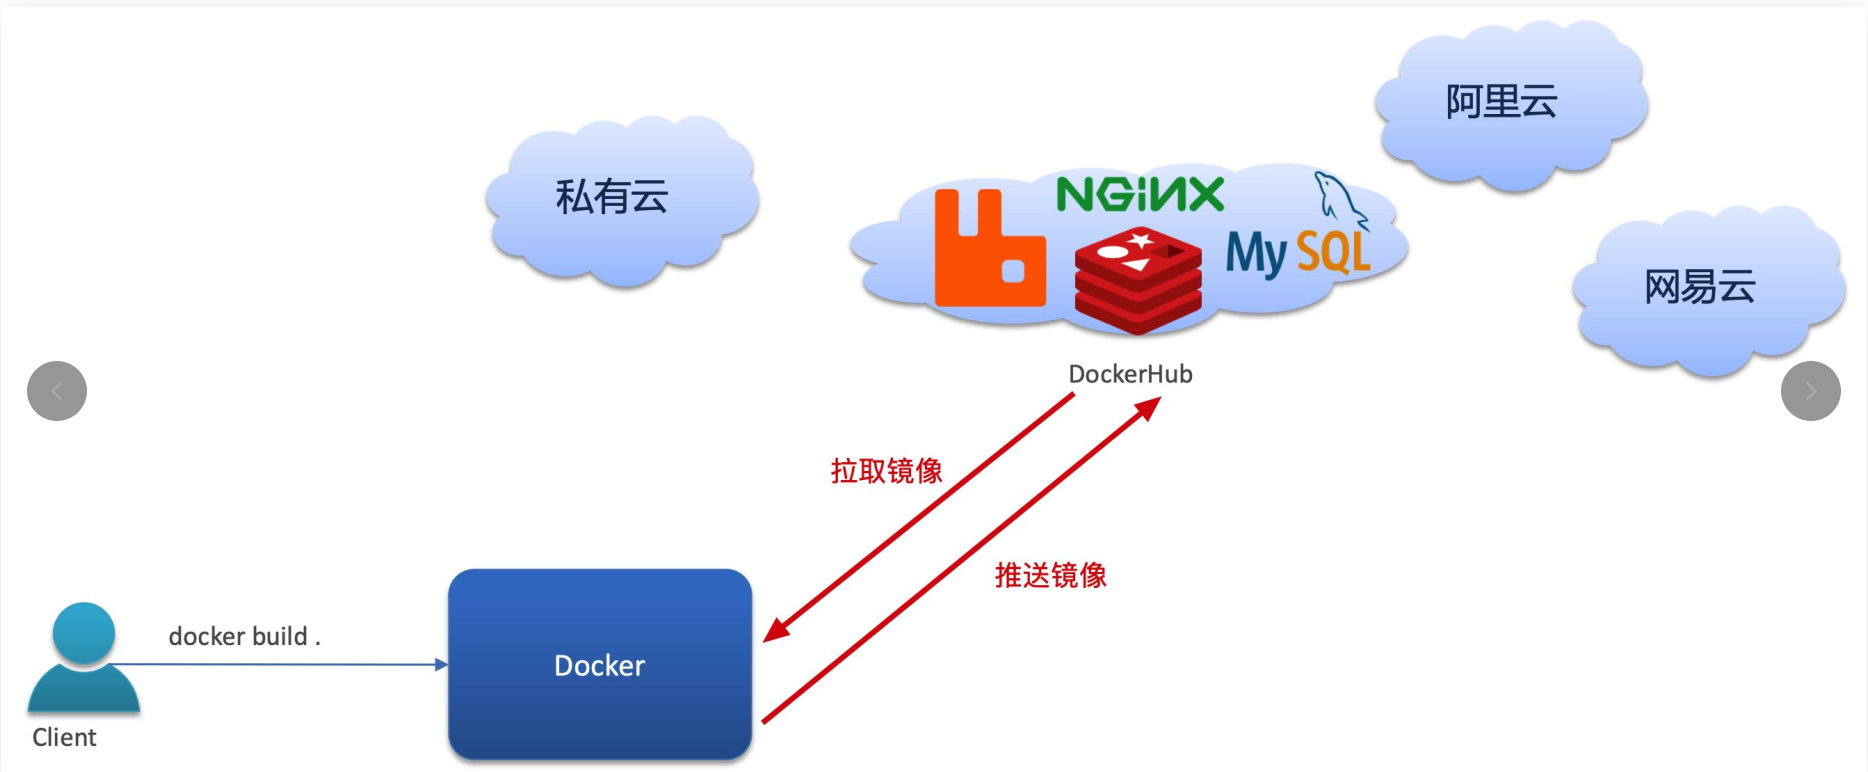 阿里云
私有云
NGINX
MySQL
网易云
DockerHub
拉取镜像
推送镜像
docker build .
Docker
Client